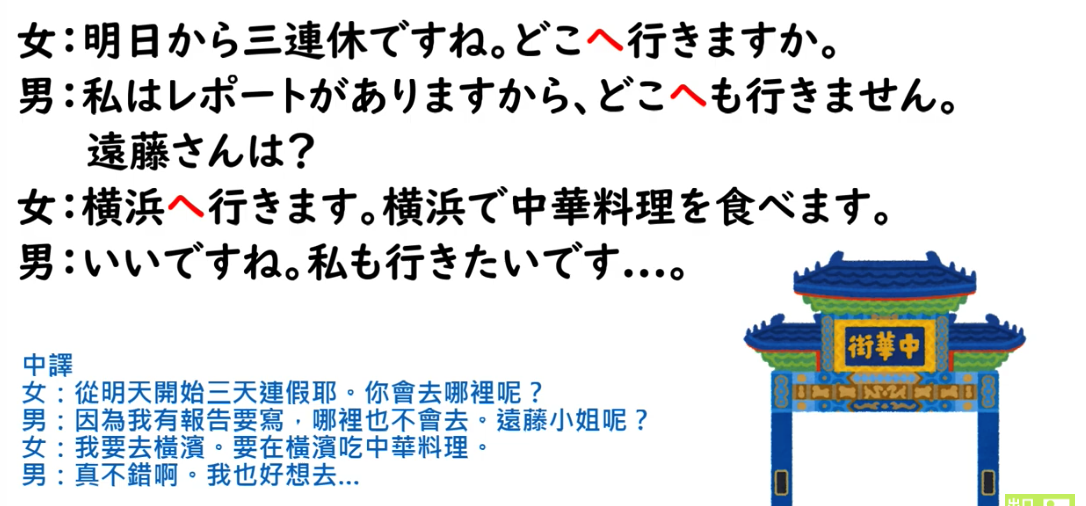 女：明日から三連休ですね。どこへ行きますか。
男：私はレポートがありますから、どこへも行きません。
遠藤さんは？
女：横浜へ行きます。横浜で中華料理を食べます。
男：いいですね。私も行きたいです…。
中華街
中譯
女：從明天開始三天連假耶。你會去哪裡呢？
男：因為我有報告要寫，哪裡也不會去。遠藤小姐呢？
女：我要去橫濱。要在橫濱吃中華料理。
男：真不錯啊。我也好想去...